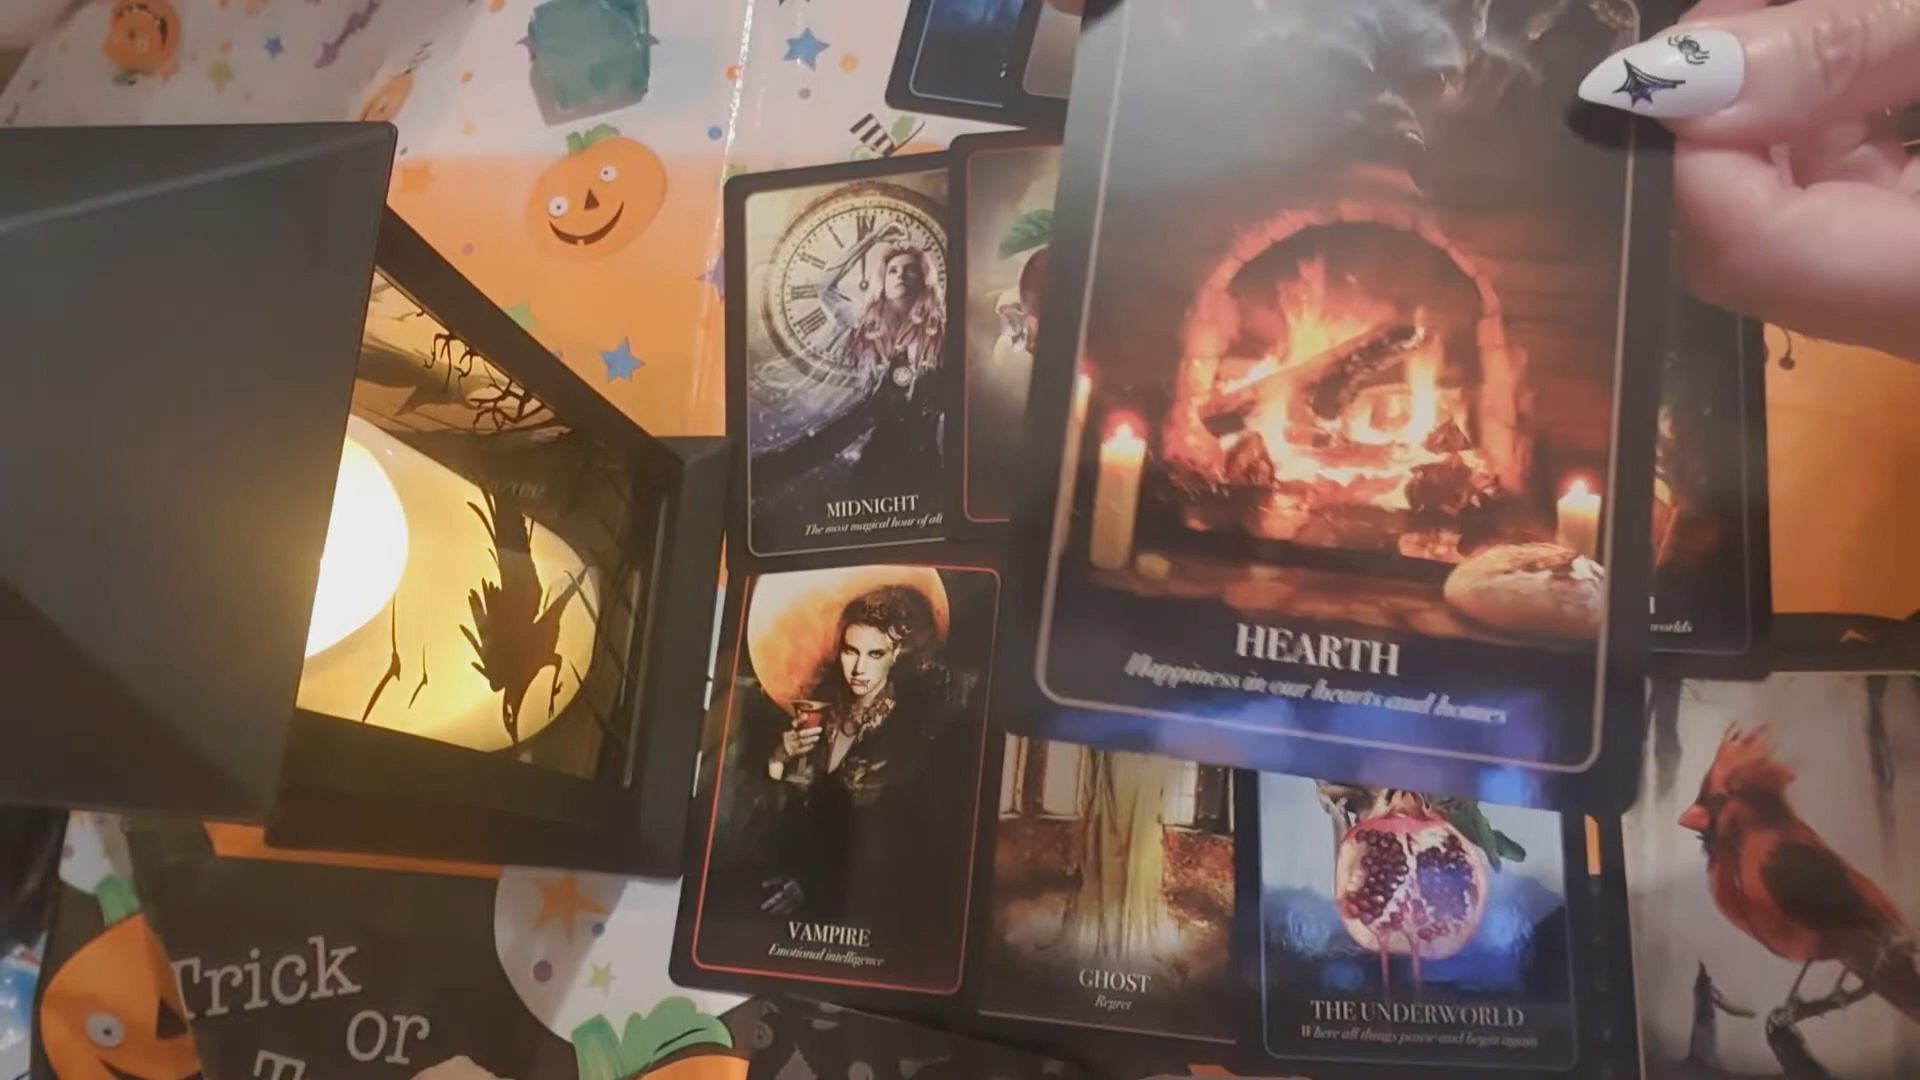 MIDNIGHT
The most magical hour of all
HEARTH
Happiness in our hearts and homes
worlds
VAMPIRE
Emotional intelligence
GHOST
Regret
THE UNDERWORLD
Where all things pause and begin again
Trick
or